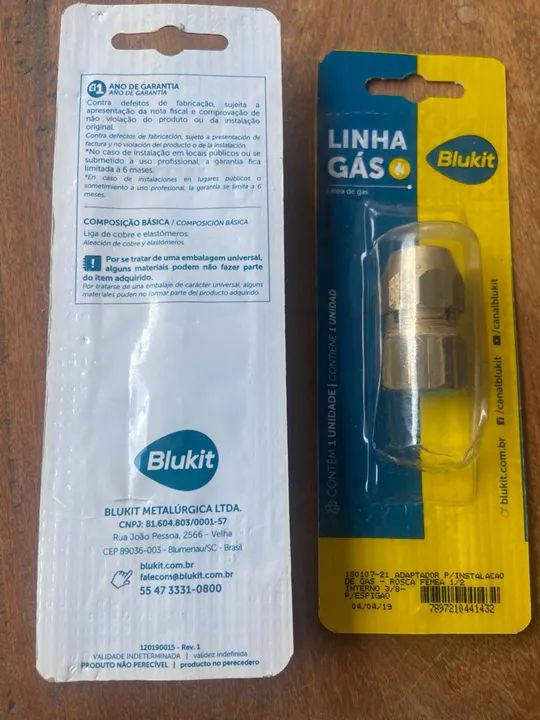 1
ANO DE GARANTIA
AÑO DE GARANTÍA
Contra defeitos de fabricação, sujeita a
apresentação da nota fiscal e comprovação de
não violação do produto ou da instalação
original.
Contra defectos de fabricación, sujeto a presentación de
factura y no violación del producto o de la instalación.
*No caso de instalação em locais públicos ou se
submetido a uso profissional, a garantia fica
limitada à 6 meses.
*En caso de instalaciones en lugares públicos o
sometimiento a uso profesional, la garantía se limita a 6
meses.
COMPOSIÇÃO BÁSICA / COMPOSICIÓN BÁSICA
Liga de cobre e elastômeros.
Aleación de cobre y elastómeros.
Por se tratar de uma embalagem universal,
alguns materiais podem não fazer parte
do item adquirido.
Por tratarse de una embalaje de carácter universal, algunos
materiales puden no formar parte del producto adquirido.
Blukit
BLUKIT METALÚRGICA LTDA.
CNPJ: 81.604.803/0001-57
Rua João Pessoa, 2566 - Velha
CEP 89036-003 - Blumenau/SC - Brasil
blukit.com.br
falecom@blukit.com.br
55 47 3331-0800
120190015 - Rev. 1
VALIDADE INDETERMINADA | validez indefinida
PRODUTO NÃO PERECÍVEL | producto no perecedero
LINHA
GÁS
Línea de gas
Blukit
CONTÉM 1 UNIDADE | CONTIENE 1 UNIDAD
blukit.com.br
/canalblukit
/canalblukit
180107-21 ADAPTADOR P/INSTALACAO
DE GAS - ROSCA FEMEA 1/2
INTERNO 3/8-
P/ESPIGAO
04/04/19
7897210441432